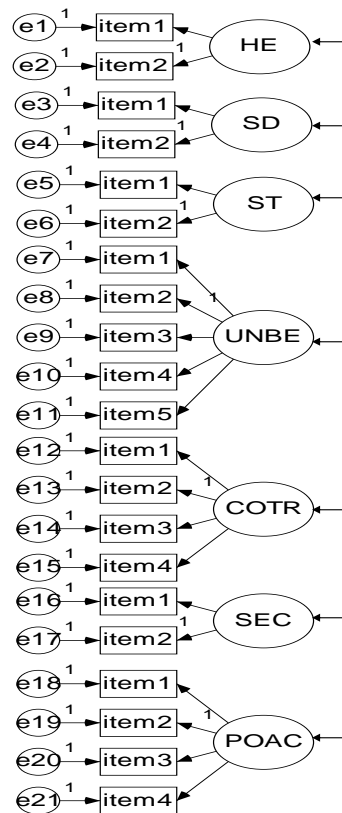 e1 1 item1
HE
e2 1 item2 1
e3 1 item1
SD
e4 1 item2 1
e5 1 item1
ST
e6 1 item2 1
e7 1 item1
e8 1 item2 1
e9 1 item3 UNBE
e10 1 item4
e11 1 item5
e12 1 item1
e13 1 item2 1
COTR
e14 1 item3
e15 1 item4
e16 1 item1
SEC
e17 1 item2 1
e18 1 item1
e19 1 item2 1
POAC
e20 1 item3
e21 1 item4